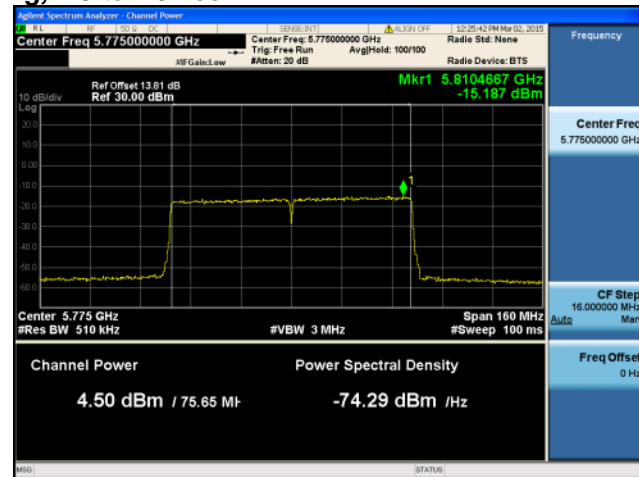 Agilent Spectrum Analyzer - Channel Power
RL RF 50 Ω DC SENSE:INT ALIGN OFF 12:25:42 PM Mar 02, 2015
Center Freq 5.775000000 GHz
Center Freq: 5.775000000 GHz Radio Std: None
Trig: Free Run Avg|Hold: 100/100
#IFGain:Low #Atten: 20 dB Radio Device: BTS
Ref Offset 13.81 dB
10 dB/div Ref 30.00 dBm
Mkr1 5.8104667 GHz
-15.187 dBm
Log
20.0
10.0
0.00
-10.0
-20.0
-30.0
-40.0
-50.0
-60.0
1
Center 5.775 GHz Span 160 MHz
#Res BW 510 kHz #VBW 3 MHz #Sweep 100 ms
Channel Power Power Spectral Density
4.50 dBm / 75.65 MH -74.29 dBm /Hz
MSG STATUS
Frequency
Center Freq
5.775000000 GHz
CF Step
16.000000 MHz
Auto Man
Freq Offset
0 Hz